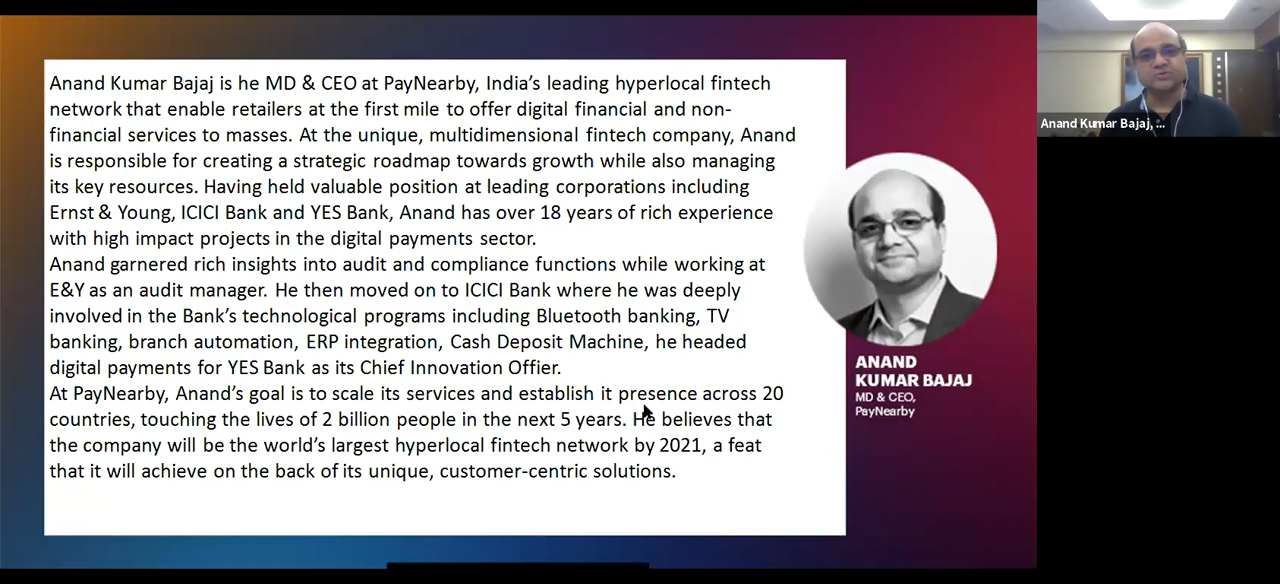 Anand Kumar Bajaj is he MD & CEO at PayNearby, India’s leading hyperlocal fintech
network that enable retailers at the first mile to offer digital financial and non-
financial services to masses. At the unique, multidimensional fintech company, Anand
is responsible for creating a strategic roadmap towards growth while also managing
its key resources. Having held valuable position at leading corporations including
Ernst & Young, ICICI Bank and YES Bank, Anand has over 18 years of rich experience
with high impact projects in the digital payments sector.
Anand garnered rich insights into audit and compliance functions while working at
E&Y as an audit manager. He then moved on to ICICI Bank where he was deeply
involved in the Bank’s technological programs including Bluetooth banking, TV
banking, branch automation, ERP integration, Cash Deposit Machine, he headed
digital payments for YES Bank as its Chief Innovation Offier.
At PayNearby, Anand’s goal is to scale its services and establish it presence across 20
countries, touching the lives of 2 billion people in the next 5 years. He believes that
the company will be the world’s largest hyperlocal fintech network by 2021, a feat
that it will achieve on the back of its unique, customer-centric solutions.
ANAND
KUMAR BAJAJ
MD & CEO,
PayNearby
Anand Kumar Bajaj, ...